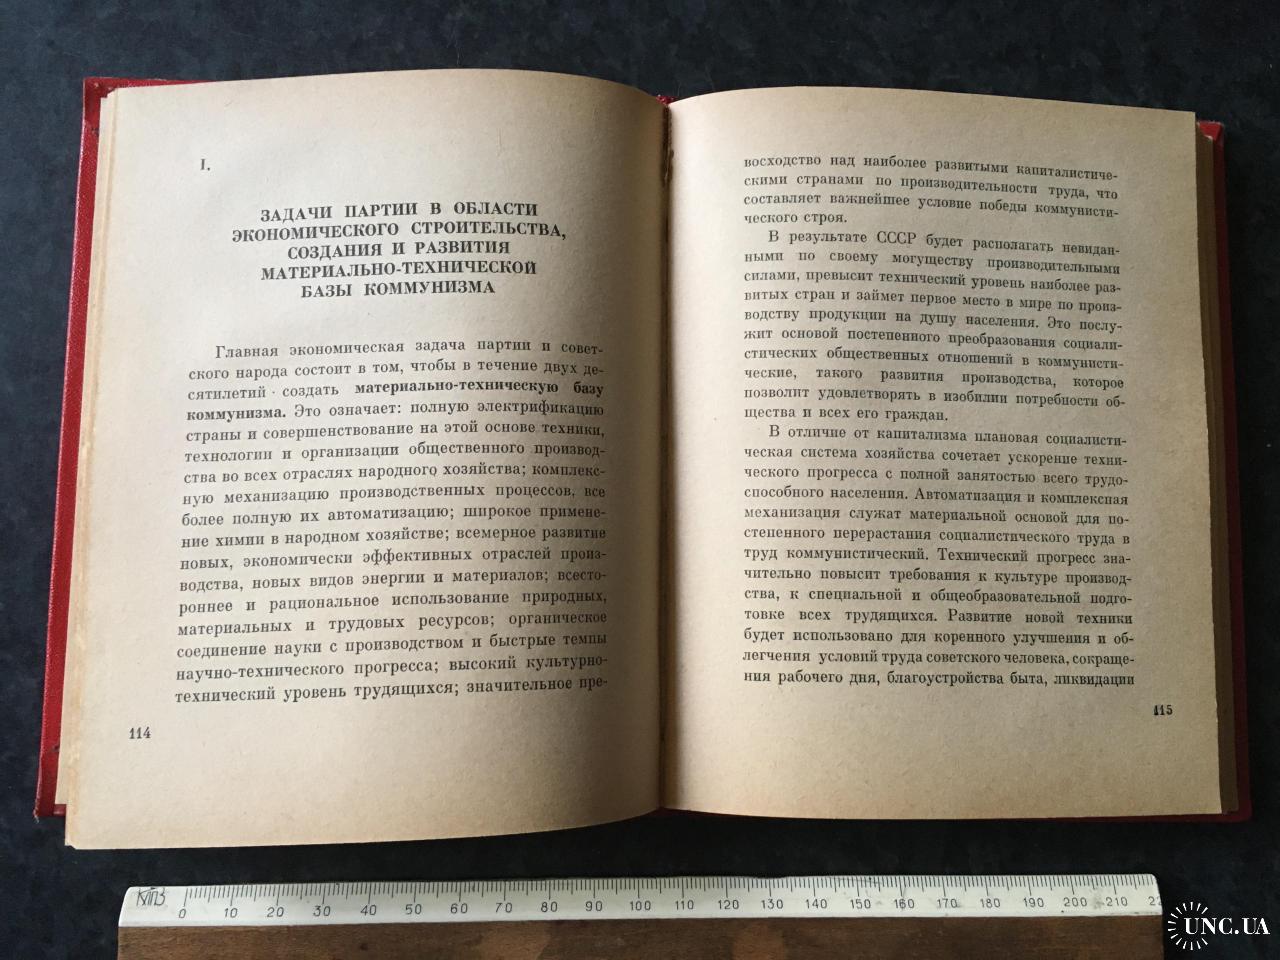 I.
ЗАДАЧИ ПАРТИИ В ОБЛАСТИ
ЭКОНОМИЧЕСКОГО СТРОИТЕЛЬСТВА,
СОЗДАНИЯ И РАЗВИТИЯ
МАТЕРИАЛЬНО-ТЕХНИЧЕСКОЙ
БАЗЫ КОММУНИЗМА
Главная экономическая задача партии и совет-
ского народа состоит в том, чтобы в течение двух де-
сятилетий создать материально-техническую базу
коммунизма. Это означает: полную электрификацию
страны и совершенствование на этой основе техники,
технологии и организации общественного производ-
ства во всех отраслях народного хозяйства; комплекс-
ную механизацию производственных процессов, все
более полную их автоматизацию; широкое примене-
ние химии в народном хозяйстве; всемерное развитие
новых, экономически эффективных отраслей произ-
водства, новых видов энергии и материалов; всесто-
роннее и рациональное использование природных,
материальных и трудовых ресурсов; органическое
соединение науки с производством и быстрые темпы
научно-технического прогресса; высокий культурно-
технический уровень трудящихся; значительное пре-
114
восходство над наиболее развитыми капиталистиче-
скими странами по производительности труда, что
составляет важнейшее условие победы коммунисти-
ческого строя.
В результате СССР будет располагать невидан-
ными по своему могуществу производительными
силами, превысит технический уровень наиболее раз-
витых стран и займет первое место в мире по произ-
водству продукции на душу населения. Это послу-
жит основой постепенного преобразования социали-
стических общественных отношений в коммунисти-
ческие, такого развития производства, которое
позволит удовлетворять в изобилии потребности об-
щества и всех его граждан.
В отличие от капитализма плановая социалисти-
ческая система хозяйства сочетает ускорение техни-
ческого прогресса с полной занятостью всего трудо-
способного населения. Автоматизация и комплексная
механизация служат материальной основой для по-
степенного перерастания социалистического труда в
труд коммунистический. Технический прогресс зна-
чительно повысит требования к культуре производ-
ства, к специальной и общеобразовательной подго-
товке всех трудящихся. Развитие новой техники
будет использовано для коренного улучшения и об-
легчения условий труда советского человека, сокраще-
ния рабочего дня, благоустройства быта, ликвидации
115
0 10 20 30 40 50 60 70 80 90 100 110 120 130 140 150 160 170 180 190 200 210
UNC.UA